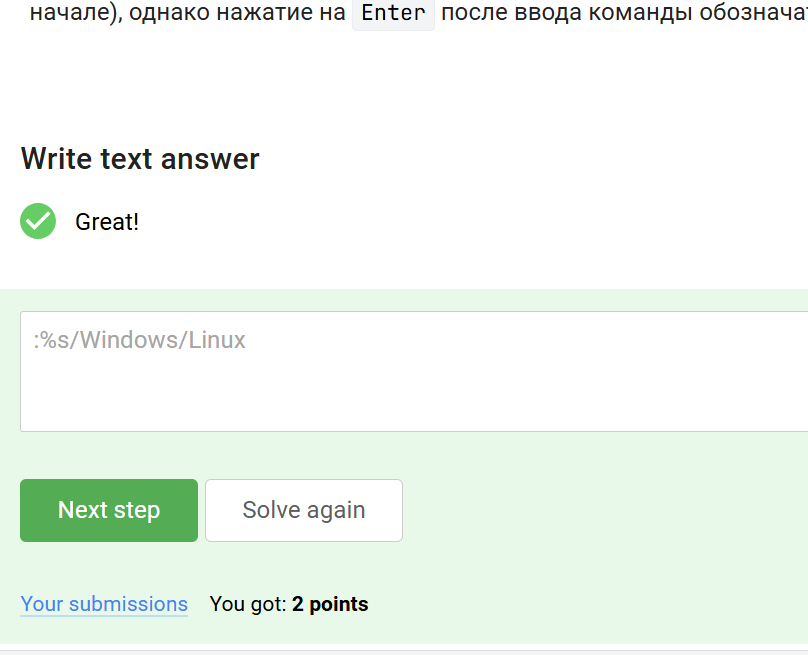 начале), однако нажатие на Enter после ввода команды
Write text answer
Great!
:%s/Windows/Linux
Next step
Solve again
Your submissions You got: 2 points